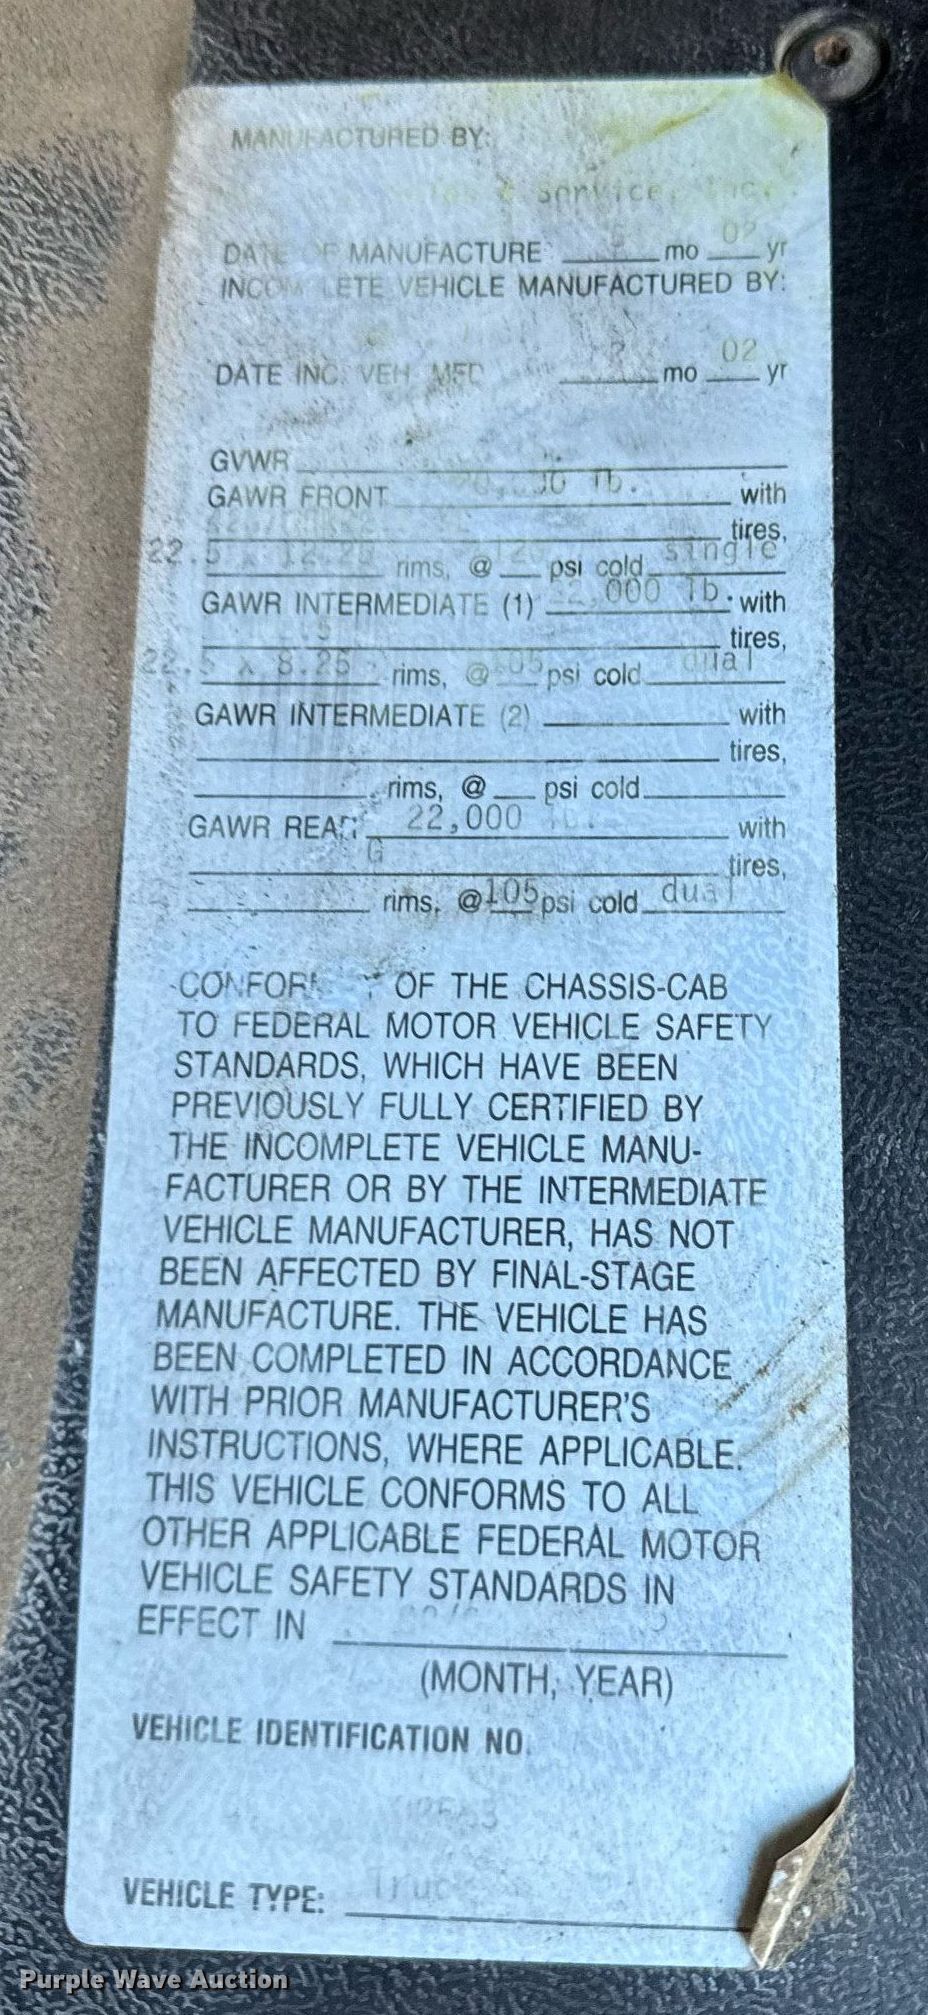 MANUFACTURED BY:
& Service, Inc.
DATE OF MANUFACTURE mo 02 yr
INCOMPLETE VEHICLE MANUFACTURED BY:
DATE INC. VEH. MFD mo 02 yr
GVWR
GAWR FRONT lb. with
tires,
22.5 x 12.25 rims, @ psi cold single
GAWR INTERMEDIATE (1) 22,000 lb. with
tires,
22.5 x 8.25 rims, @ 105 psi cold dual
GAWR INTERMEDIATE (2) with
tires,
rims, @ psi cold
GAWR REAR 22,000 lb. with
G
tires,
rims, @ 105 psi cold dual
CONFORMITY OF THE CHASSIS-CAB
TO FEDERAL MOTOR VEHICLE SAFETY
STANDARDS, WHICH HAVE BEEN
PREVIOUSLY FULLY CERTIFIED BY
THE INCOMPLETE VEHICLE MANU-
FACTURER OR BY THE INTERMEDIATE
VEHICLE MANUFACTURER, HAS NOT
BEEN AFFECTED BY FINAL-STAGE
MANUFACTURE. THE VEHICLE HAS
BEEN COMPLETED IN ACCORDANCE
WITH PRIOR MANUFACTURER'S
INSTRUCTIONS, WHERE APPLICABLE.
THIS VEHICLE CONFORMS TO ALL
OTHER APPLICABLE FEDERAL MOTOR
VEHICLE SAFETY STANDARDS IN
EFFECT IN
(MONTH, YEAR)
VEHICLE IDENTIFICATION NO.
VEHICLE TYPE: Truck
Purple Wave Auction